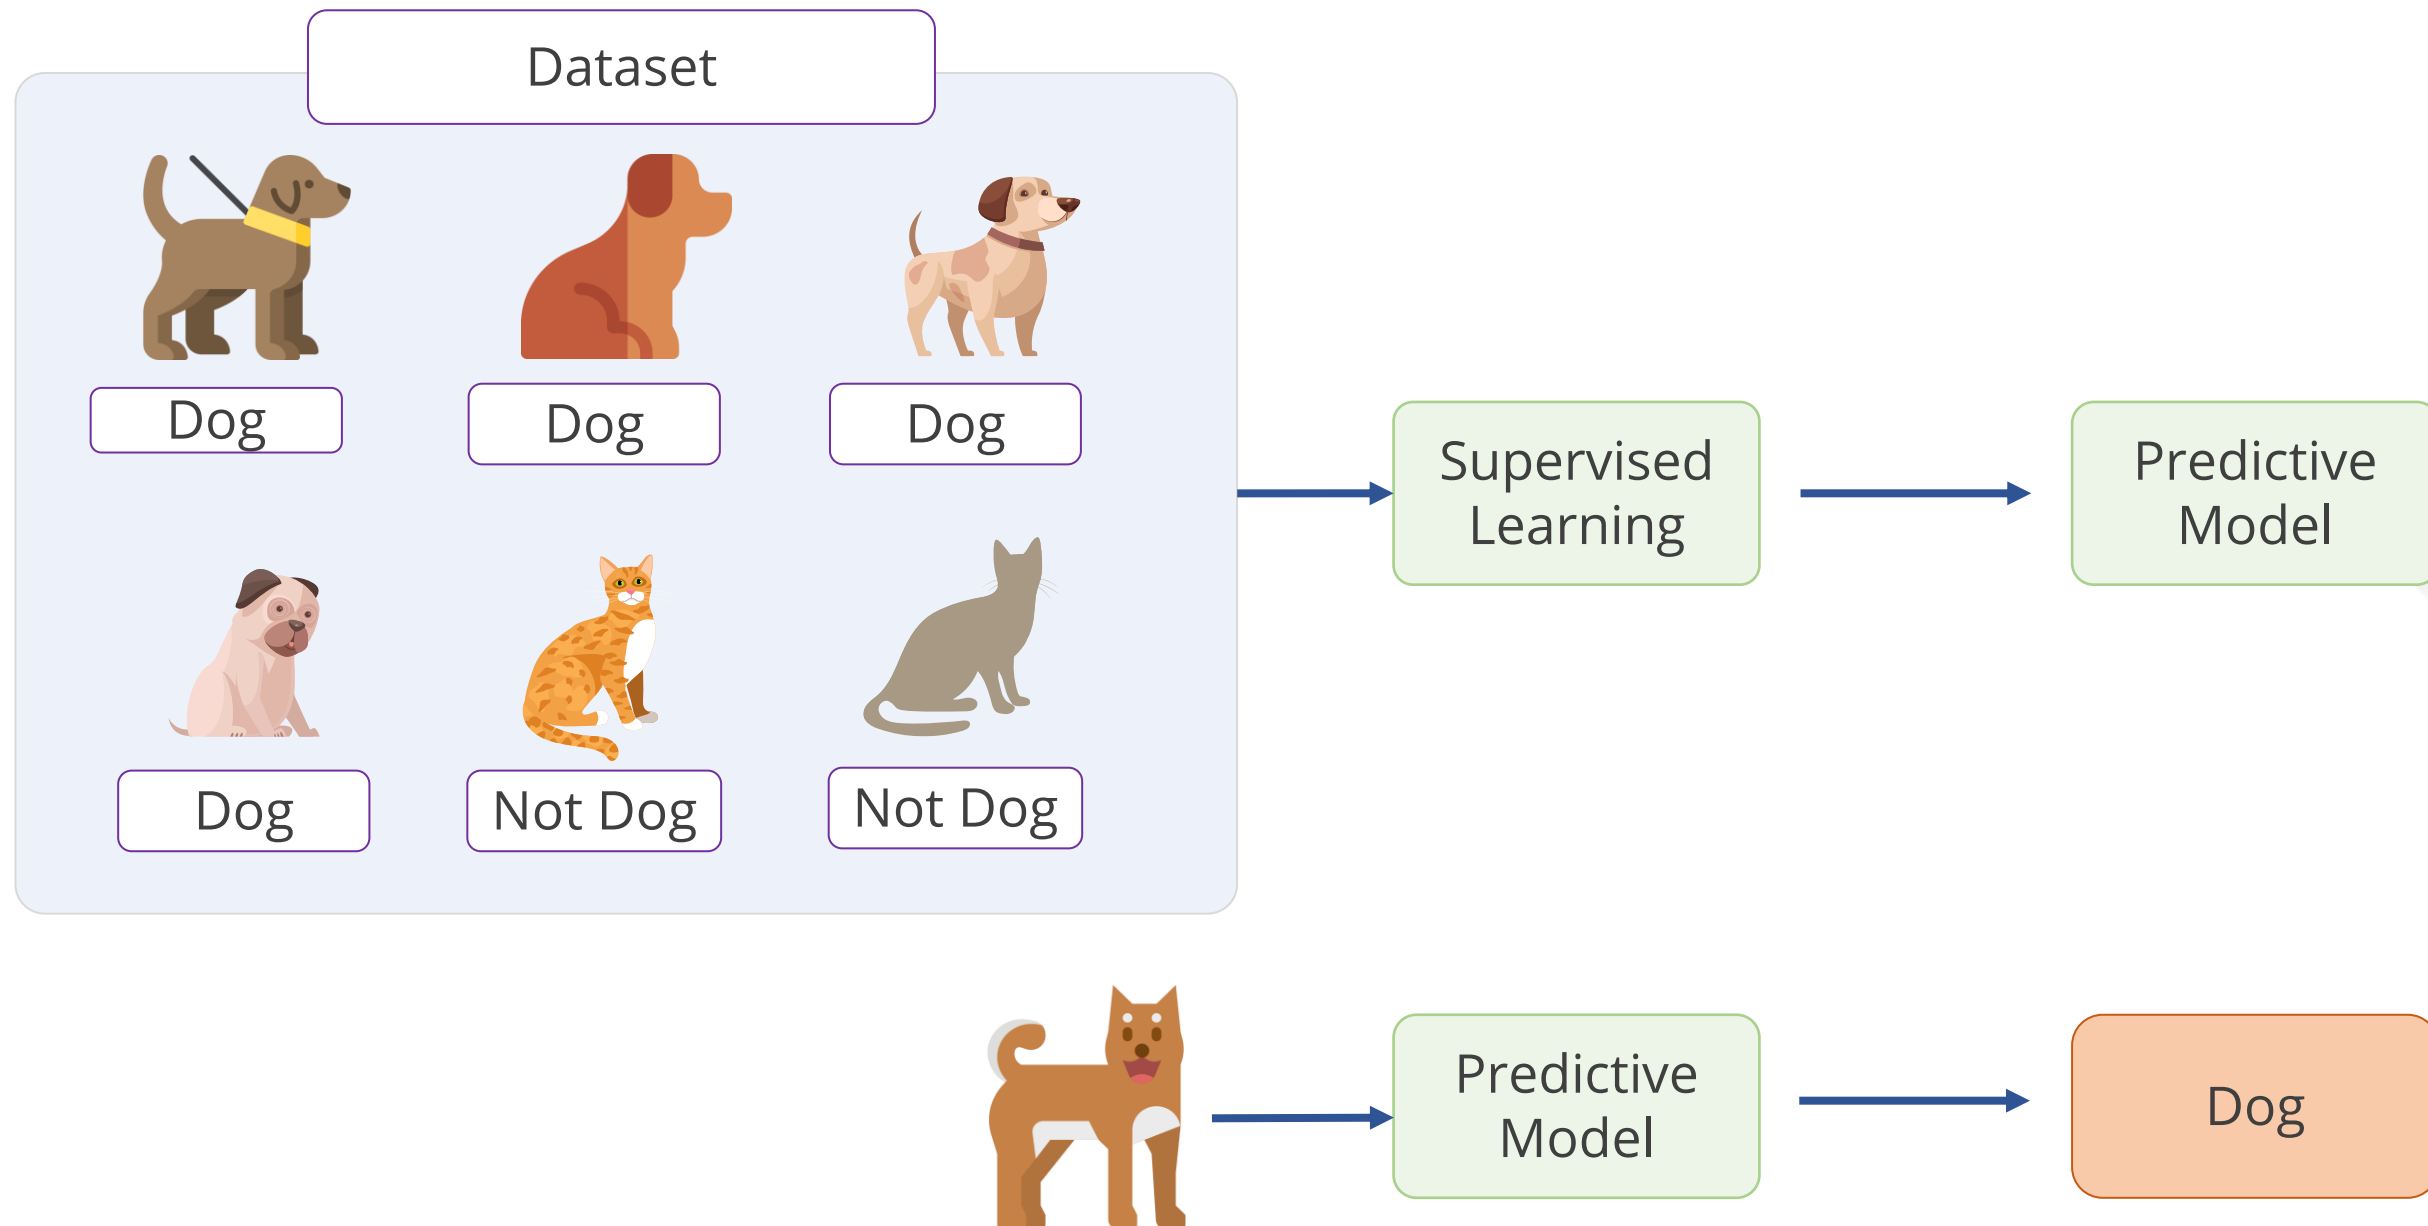 Dataset
Dog
Dog
Dog
Dog
Not Dog
Not Dog
Supervised
Learning
Predictive
Model
Predictive
Model
Dog